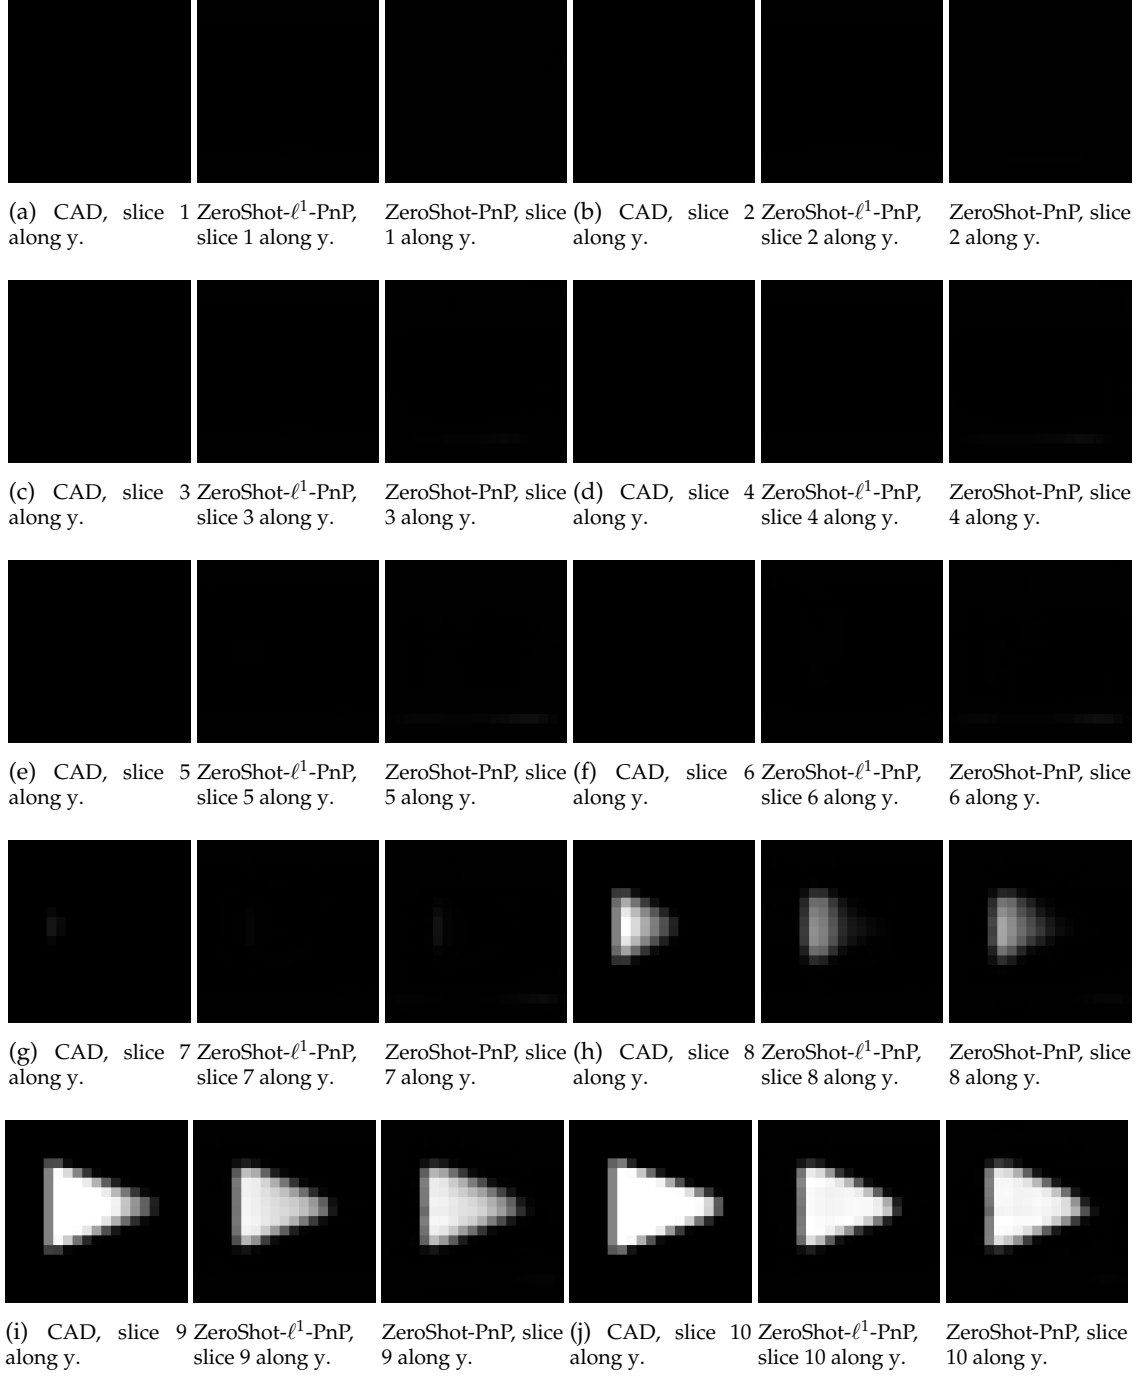 (a) CAD, slice 1 along y.
ZeroShot-ℓ¹-PnP, slice 1 along y.
ZeroShot-PnP, slice 1 along y.
(b) CAD, slice 2 along y.
ZeroShot-ℓ¹-PnP, slice 2 along y.
ZeroShot-PnP, slice 2 along y.
(c) CAD, slice 3 along y.
ZeroShot-ℓ¹-PnP, slice 3 along y.
ZeroShot-PnP, slice 3 along y.
(d) CAD, slice 4 along y.
ZeroShot-ℓ¹-PnP, slice 4 along y.
ZeroShot-PnP, slice 4 along y.
(e) CAD, slice 5 along y.
ZeroShot-ℓ¹-PnP, slice 5 along y.
ZeroShot-PnP, slice 5 along y.
(f) CAD, slice 6 along y.
ZeroShot-ℓ¹-PnP, slice 6 along y.
ZeroShot-PnP, slice 6 along y.
(g) CAD, slice 7 along y.
ZeroShot-ℓ¹-PnP, slice 7 along y.
ZeroShot-PnP, slice 7 along y.
(h) CAD, slice 8 along y.
ZeroShot-ℓ¹-PnP, slice 8 along y.
ZeroShot-PnP, slice 8 along y.
(i) CAD, slice 9 along y.
ZeroShot-ℓ¹-PnP, slice 9 along y.
ZeroShot-PnP, slice 9 along y.
(j) CAD, slice 10 along y.
ZeroShot-ℓ¹-PnP, slice 10 along y.
ZeroShot-PnP, slice 10 along y.